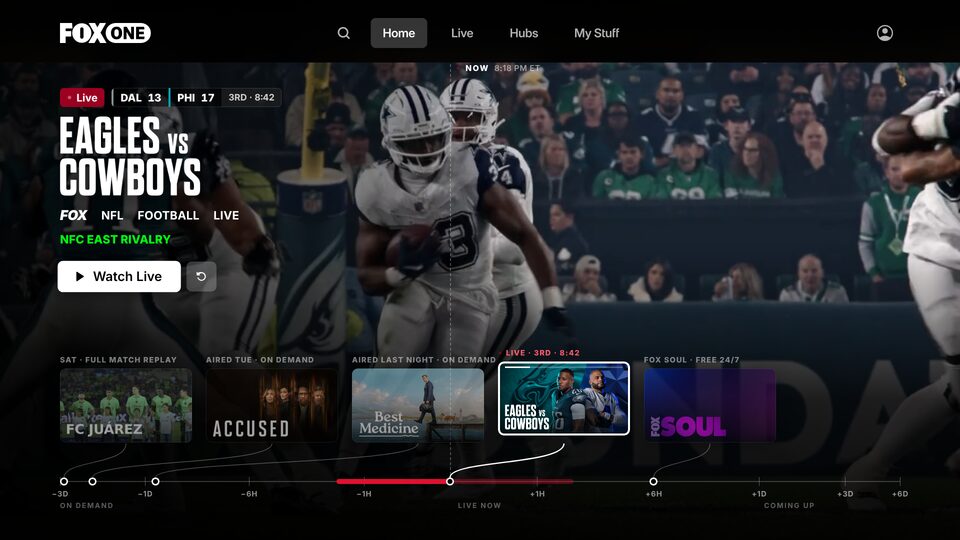 FOX ONE
Home
Live
Hubs
My Stuff
NOW 8:18 PM ET
Live
DAL 13
PHI 17
3RD · 8:42
EAGLES VS
COWBOYS
FOX NFL FOOTBALL LIVE
NFC EAST RIVALRY
Watch Live
SAT · FULL MATCH REPLAY
AIRED TUE · ON DEMAND
AIRED LAST NIGHT · ON DEMAND
LIVE · 3RD · 8:42
FOX SOUL · FREE 24/7
FC JUÁREZ
ACCUSED
Best
Medicine
EAGLES VS
COWBOYS
FOX SOUL
−3D
−1D
−6H
−1H
+1H
+6H
+1D
+3D
+6D
ON DEMAND
LIVE NOW
COMING UP